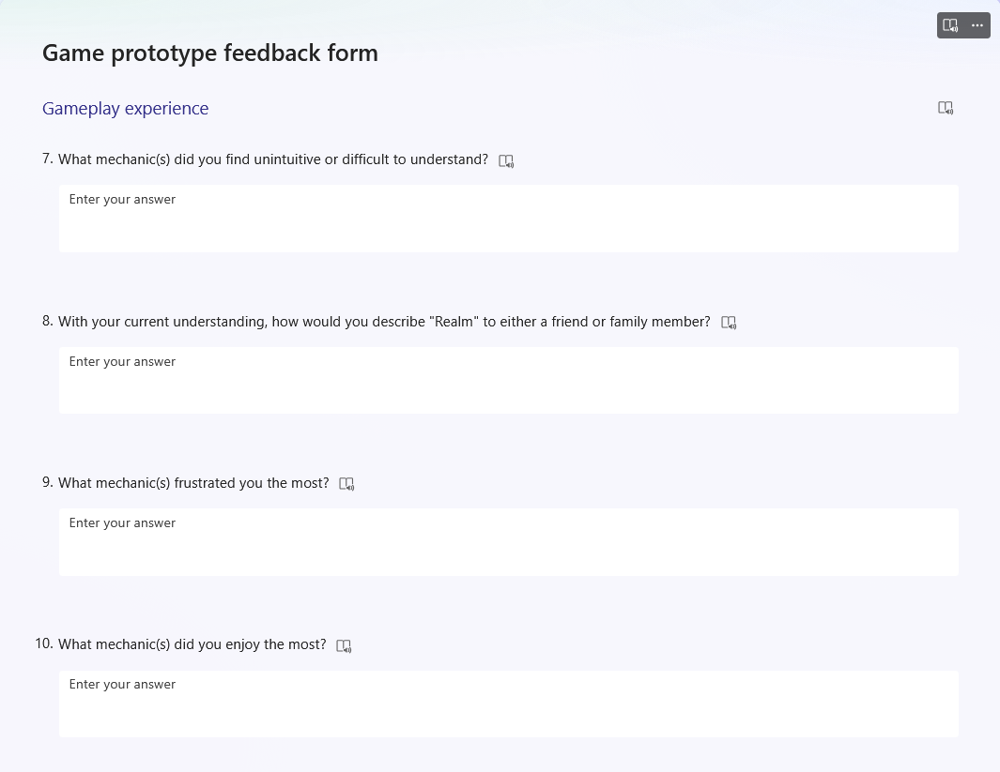 Game prototype feedback form
Gameplay experience
7. What mechanic(s) did you find unintuitive or difficult to understand?
Enter your answer
8. With your current understanding, how would you describe "Realm" to either a friend or family member?
Enter your answer
9. What mechanic(s) frustrated you the most?
Enter your answer
10. What mechanic(s) did you enjoy the most?
Enter your answer